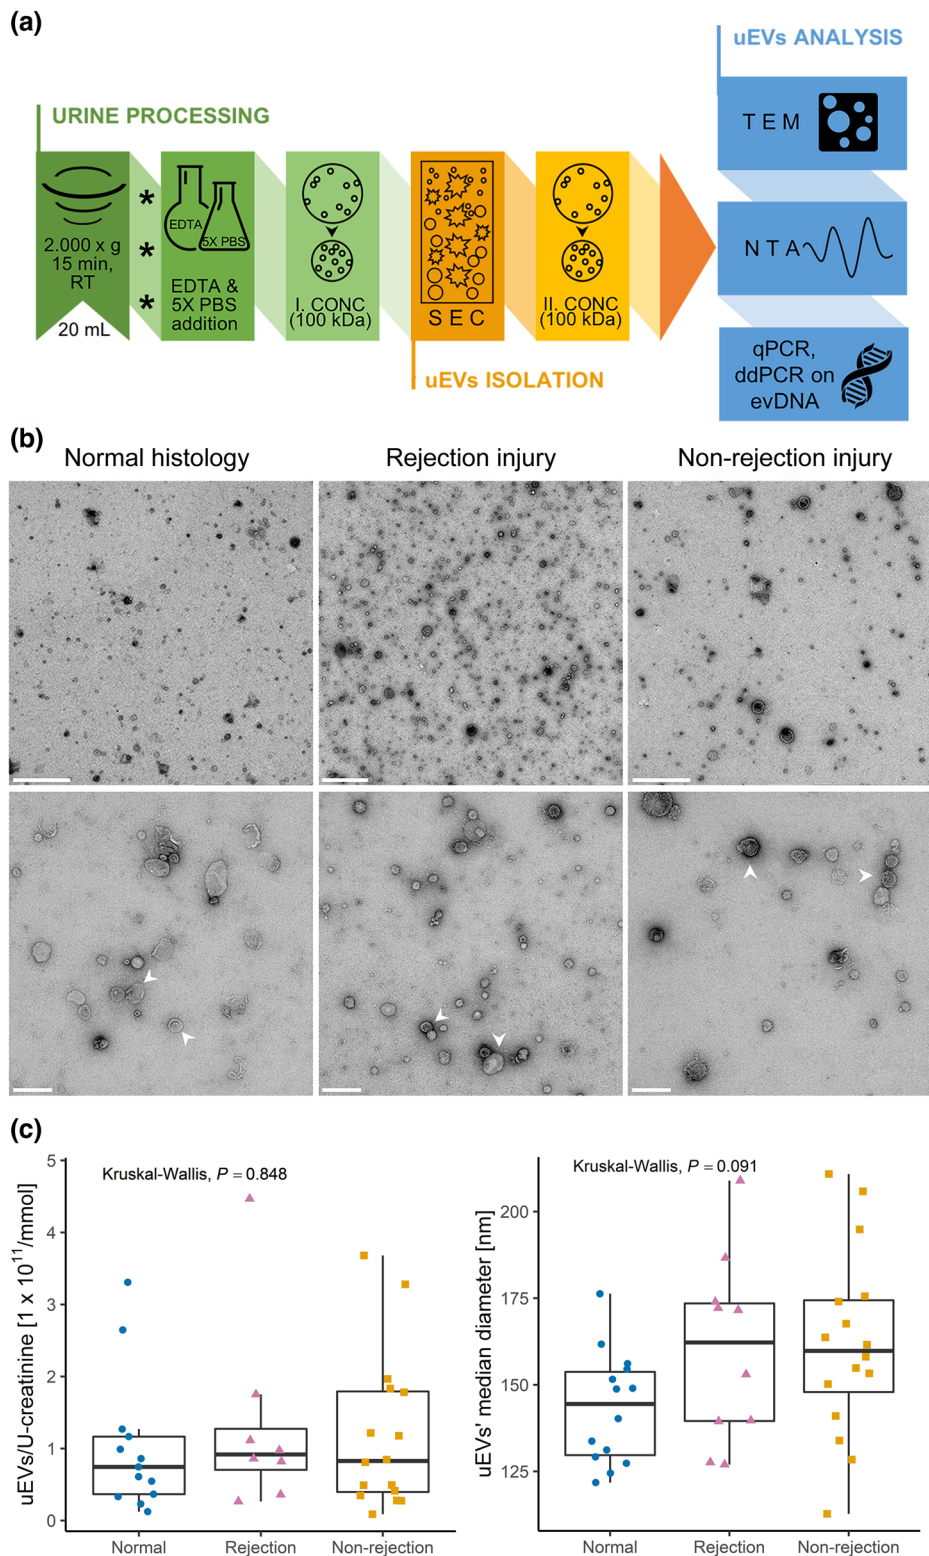 (a)
uEVs ANALYSIS
URINE PROCESSING
TEM
EDTA
5X PBS
2.000 x g
15 min,
RT
20 mL
*
*
*
EDTA &
5X PBS
addition
I. CONC
(100 kDa)
SEC
II. CONC
(100 kDa)
NTA
uEVs ISOLATION
qPCR,
ddPCR on
evDNA
(b)
Normal histology
Rejection injury
Non-rejection injury
(c)
Kruskal-Wallis, P = 0.848
uEVs/U-creatinine [1 x 10¹¹/mmol]
5
4
3
2
1
0
Normal
Rejection
Non-rejection
Kruskal-Wallis, P = 0.091
uEVs' median diameter [nm]
200
175
150
125
Normal
Rejection
Non-rejection